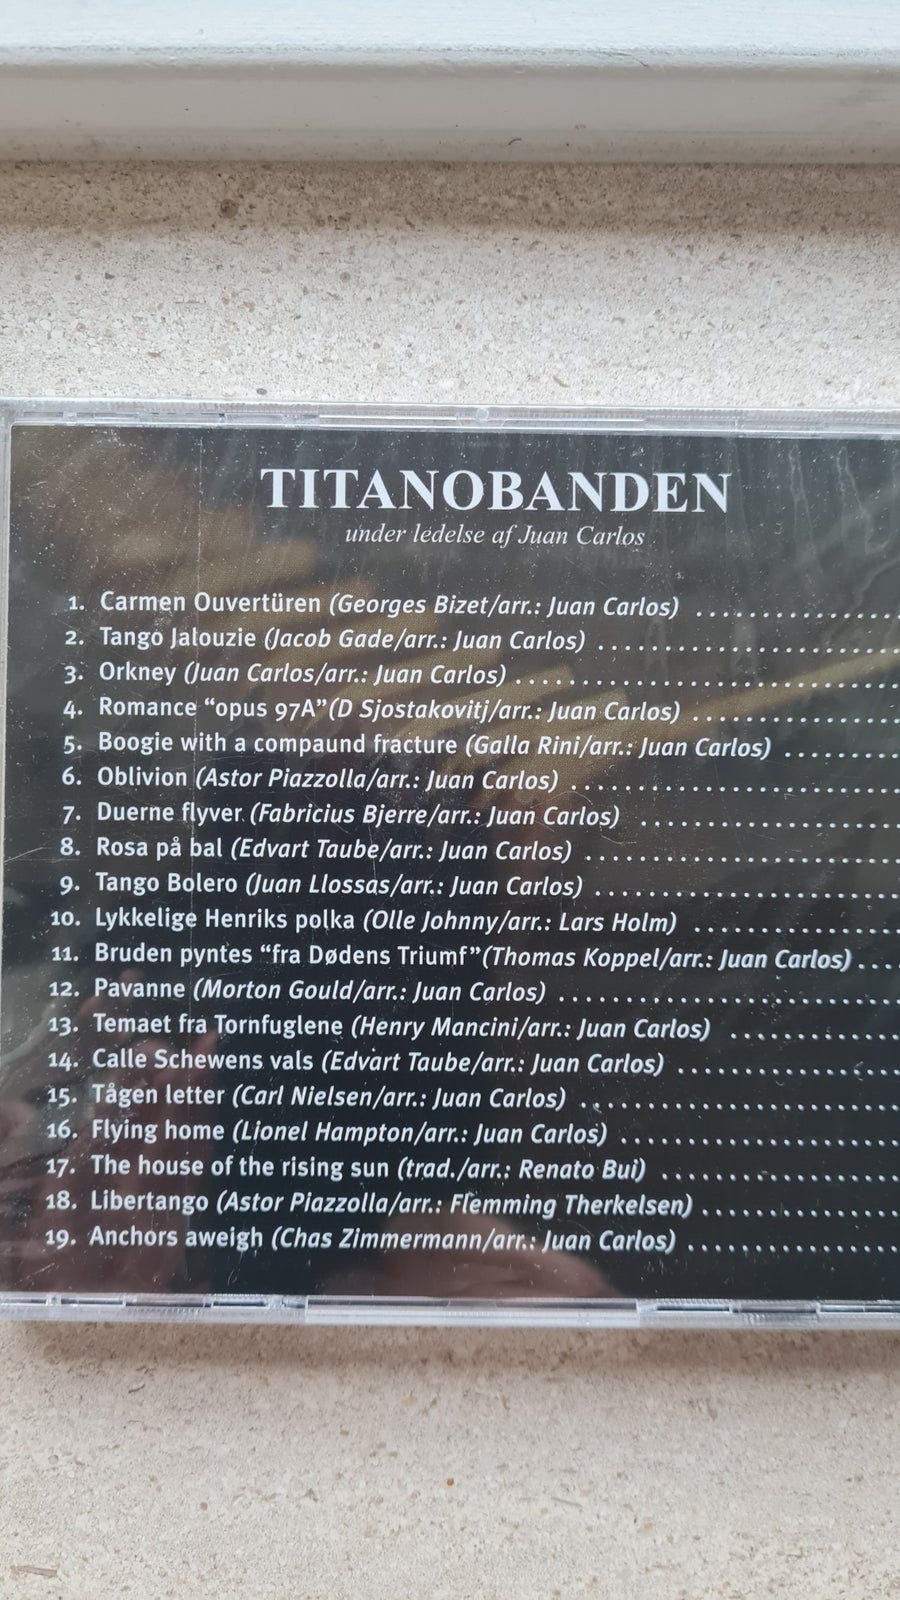 TITANOBANDEN
under ledelse af Juan Carlos
1. Carmen Ouvertüren (Georges Bizet/arr.: Juan Carlos) ....................
2. Tango Jalouzie (Jacob Gade/arr.: Juan Carlos) ....................
3. Orkney (Juan Carlos/arr.: Juan Carlos) ....................
4. Romance “opus 97A”(D Sjostakovitj/arr.: Juan Carlos) ....................
5. Boogie with a compaund fracture (Galla Rini/arr.: Juan Carlos) ..........
6. Oblivion (Astor Piazzolla/arr.: Juan Carlos) ....................
7. Duerne flyver (Fabricius Bjerre/arr.: Juan Carlos) ....................
8. Rosa på bal (Edvart Taube/arr.: Juan Carlos) ....................
9. Tango Bolero (Juan Llossas/arr.: Juan Carlos) ....................
10. Lykkelige Henriks polka (Olle Johnny/arr.: Lars Holm) ....................
11. Bruden pyntes “fra Dødens Triumf”(Thomas Koppel/arr.: Juan Carlos) ....
12. Pavanne (Morton Gould/arr.: Juan Carlos) ....................
13. Temaet fra Tornfuglene (Henry Mancini/arr.: Juan Carlos) ...............
14. Calle Schewens vals (Edvart Taube/arr.: Juan Carlos) ....................
15. Tågen letter (Carl Nielsen/arr.: Juan Carlos) ....................
16. Flying home (Lionel Hampton/arr.: Juan Carlos) ....................
17. The house of the rising sun (trad./arr.: Renato Bui) ....................
18. Libertango (Astor Piazzolla/arr.: Flemming Therkelsen) ...............
19. Anchors aweigh (Chas Zimmermann/arr.: Juan Carlos) ....................